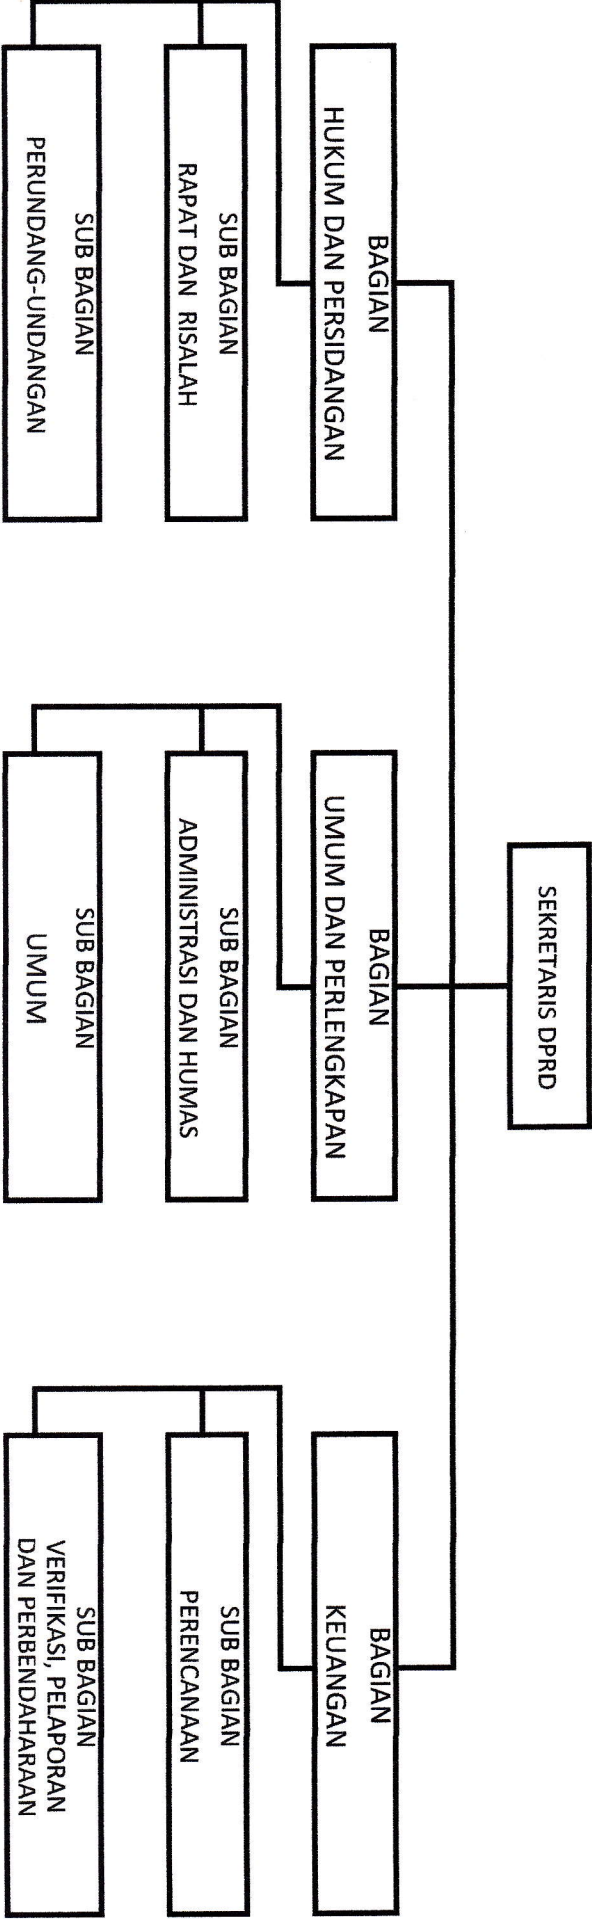 SEKRETARIS DPRD
BAGIAN
HUKUM DAN PERSIDANGAN
SUB BAGIAN
RAPAT DAN RISALAH
SUB BAGIAN
PERUNDANG-UNDANGAN
BAGIAN
UMUM DAN PERLENGKAPAN
SUB BAGIAN
ADMINISTRASI DAN HUMAS
SUB BAGIAN
UMUM
BAGIAN
KEUANGAN
SUB BAGIAN
PERENCANAAN
SUB BAGIAN
VERIFIKASI, PELAPORAN
DAN PERBENDAHARAAN